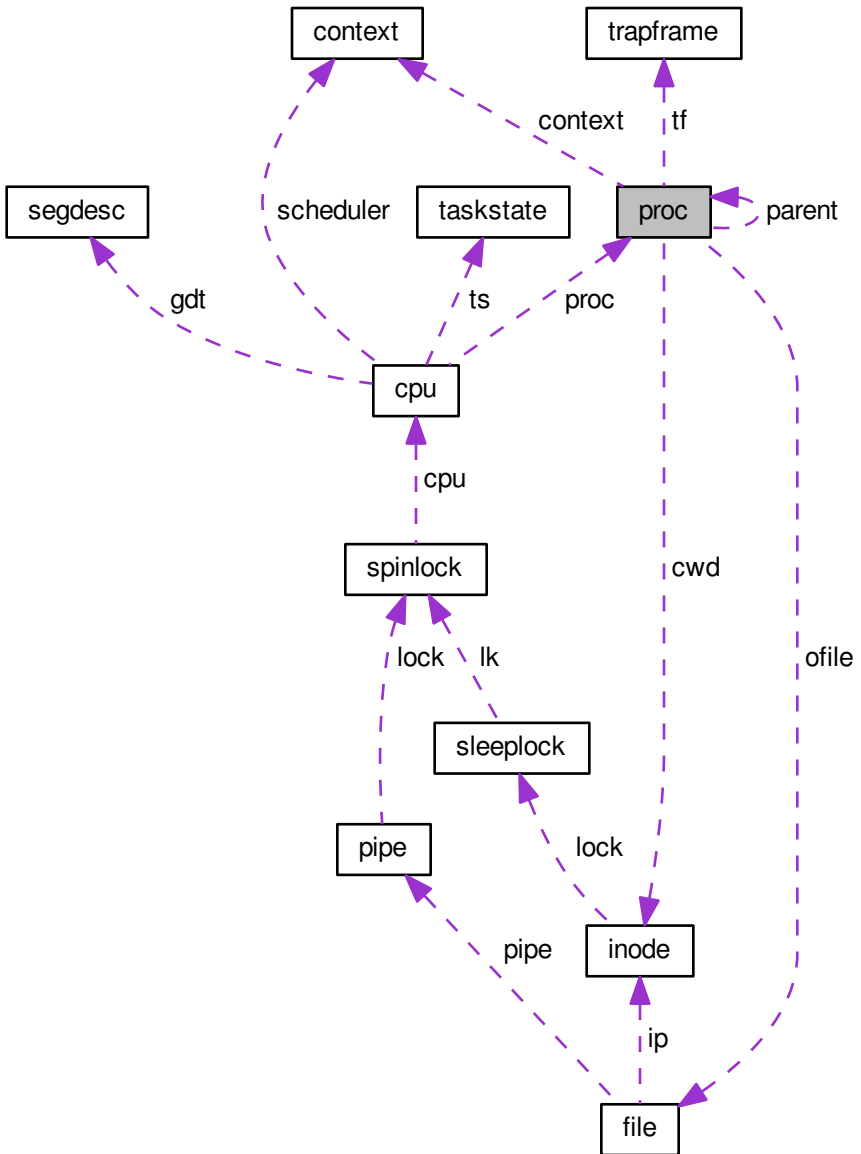 context
trapframe
context
tf
segdesc
scheduler
taskstate
proc
parent
gdt
ts
proc
cpu
cpu
spinlock
cwd
lock
lk
ofile
sleeplock
pipe
lock
pipe
inode
ip
file